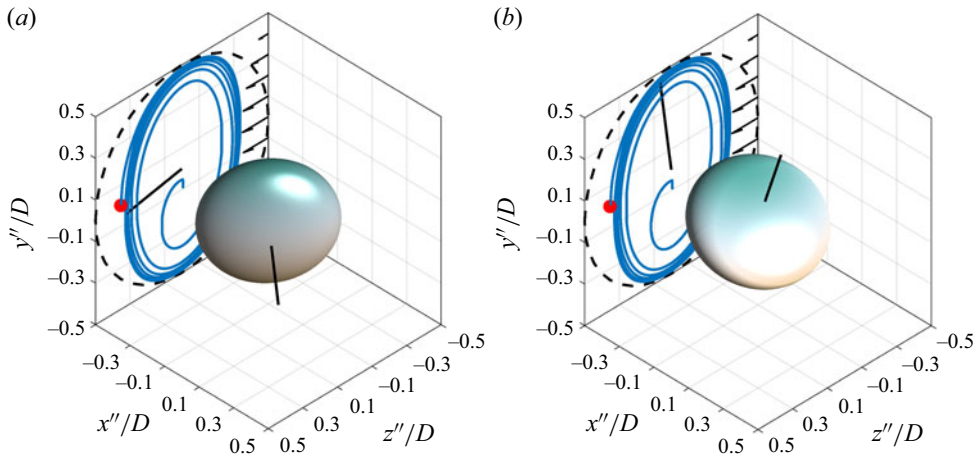 (a) (b)
0.5 0.5
0.3 0.3
0.1 0.1
y″/D y″/D
–0.1 –0.1
–0.3 –0.3
–0.5 –0.5 –0.5 –0.5
–0.3 –0.3 –0.3 –0.3
–0.1 –0.1 –0.1 –0.1
0.1 0.1 0.1 0.1
x″/D 0.3 0.3 z″/D x″/D 0.3 0.3 z″/D
0.5 0.5 0.5 0.5